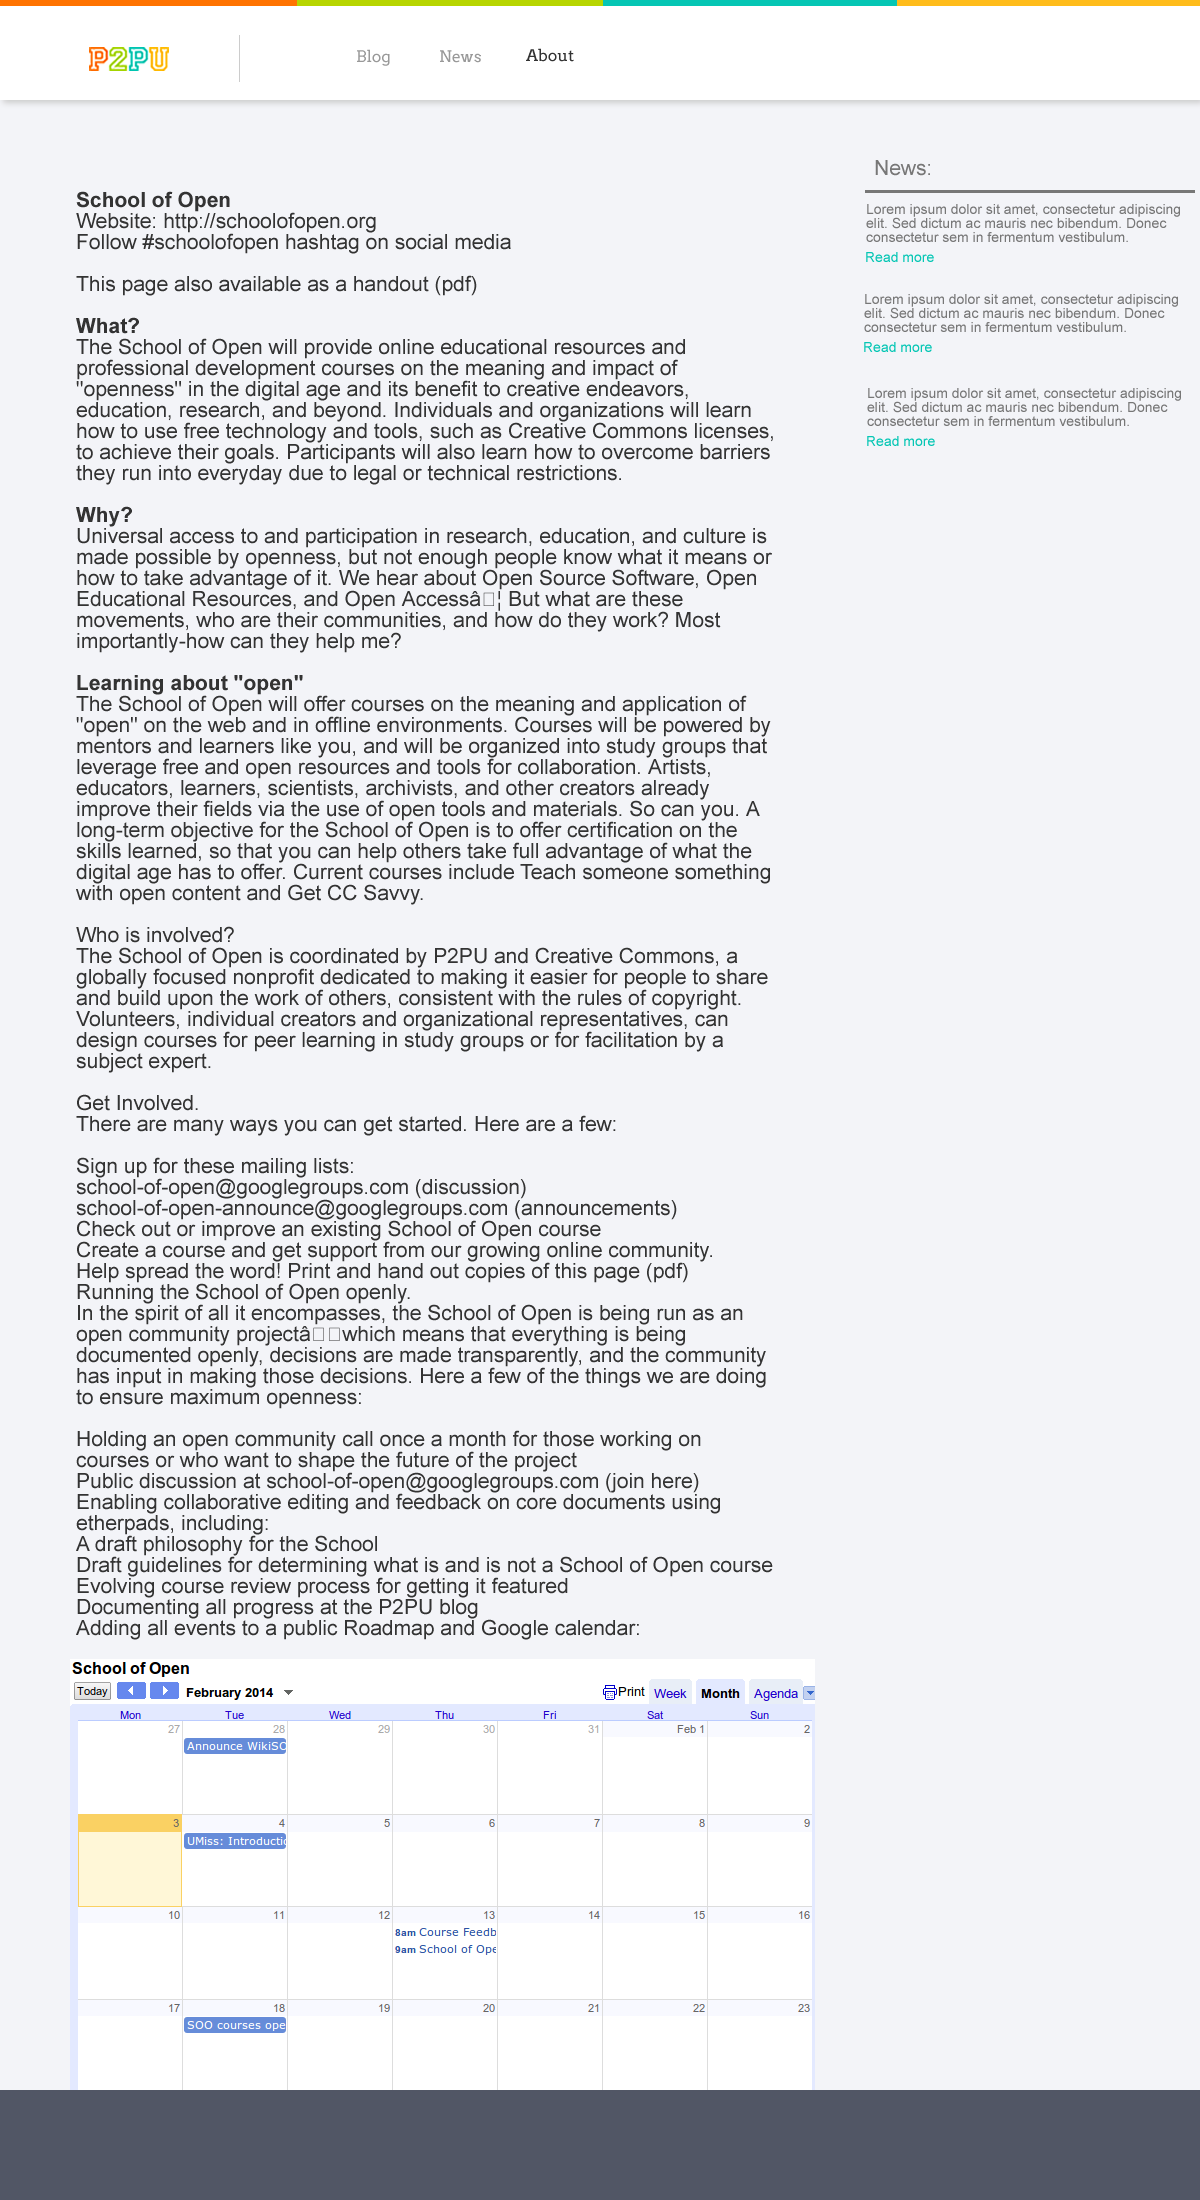 P2PU
Blog
News
About
School of Open
Website: http://schoolofopen.org
Follow #schoolofopen hashtag on social media
This page also available as a handout (pdf)
What?
The School of Open will provide online educational resources and
professional development courses on the meaning and impact of
"openness" in the digital age and its benefit to creative endeavors,
education, research, and beyond. Individuals and organizations will learn
how to use free technology and tools, such as Creative Commons licenses,
to achieve their goals. Participants will also learn how to overcome barriers
they run into everyday due to legal or technical restrictions.
Why?
Universal access to and participation in research, education, and culture is
made possible by openness, but not enough people know what it means or
how to take advantage of it. We hear about Open Source Software, Open
Educational Resources, and Open Accessâ□¦ But what are these
movements, who are their communities, and how do they work? Most
importantly-how can they help me?
Learning about "open"
The School of Open will offer courses on the meaning and application of
"open" on the web and in offline environments. Courses will be powered by
mentors and learners like you, and will be organized into study groups that
leverage free and open resources and tools for collaboration. Artists,
educators, learners, scientists, archivists, and other creators already
improve their fields via the use of open tools and materials. So can you. A
long-term objective for the School of Open is to offer certification on the
skills learned, so that you can help others take full advantage of what the
digital age has to offer. Current courses include Teach someone something
with open content and Get CC Savvy.
Who is involved?
The School of Open is coordinated by P2PU and Creative Commons, a
globally focused nonprofit dedicated to making it easier for people to share
and build upon the work of others, consistent with the rules of copyright.
Volunteers, individual creators and organizational representatives, can
design courses for peer learning in study groups or for facilitation by a
subject expert.
Get Involved.
There are many ways you can get started. Here are a few:
Sign up for these mailing lists:
school-of-open@googlegroups.com (discussion)
school-of-open-announce@googlegroups.com (announcements)
Check out or improve an existing School of Open course
Create a course and get support from our growing online community.
Help spread the word! Print and hand out copies of this page (pdf)
Running the School of Open openly.
In the spirit of all it encompasses, the School of Open is being run as an
open community projectâ□□which means that everything is being
documented openly, decisions are made transparently, and the community
has input in making those decisions. Here a few of the things we are doing
to ensure maximum openness:
Holding an open community call once a month for those working on
courses or who want to shape the future of the project
Public discussion at school-of-open@googlegroups.com (join here)
Enabling collaborative editing and feedback on core documents using
etherpads, including:
A draft philosophy for the School
Draft guidelines for determining what is and is not a School of Open course
Evolving course review process for getting it featured
Documenting all progress at the P2PU blog
Adding all events to a public Roadmap and Google calendar:
School of Open
Today February 2014 Print Week Month Agenda
Mon Tue Wed Thu Fri Sat Sun
27 28 29 30 31 Feb 1 2
Announce WikiSO
3 4 5 6 7 8 9
UMiss: Introductio
10 11 12 13 14 15 16
8am Course Feedb
9am School of Ope
17 18 19 20 21 22 23
SOO courses ope
News:
Lorem ipsum dolor sit amet, consectetur adipiscing
elit. Sed dictum ac mauris nec bibendum. Donec
consectetur sem in fermentum vestibulum.
Read more
Lorem ipsum dolor sit amet, consectetur adipiscing
elit. Sed dictum ac mauris nec bibendum. Donec
consectetur sem in fermentum vestibulum.
Read more
Lorem ipsum dolor sit amet, consectetur adipiscing
elit. Sed dictum ac mauris nec bibendum. Donec
consectetur sem in fermentum vestibulum.
Read more